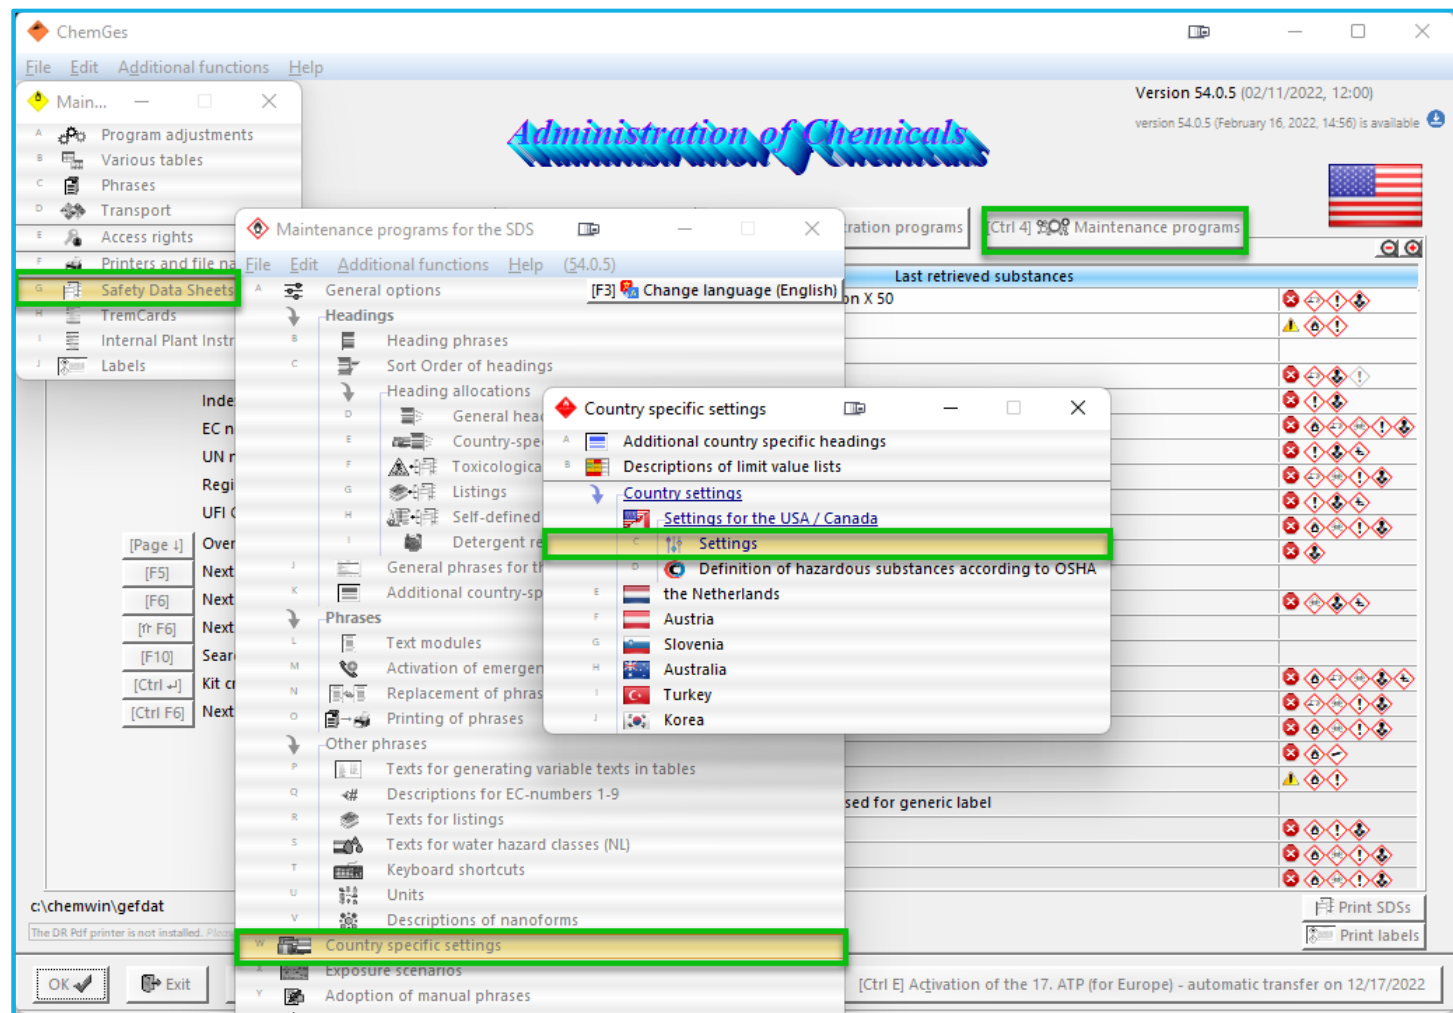 ChemGes
File Edit Additional functions Help
Version 54.0.5 (02/11/2022, 12:00)
version 54.0.5 (February 16, 2022, 14:56) is available
Administration of Chemicals
Main...
A Program adjustments
B Various tables
C Phrases
D Transport
E Access rights
F Printers and file na
G Safety Data Sheets
H TremCards
I Internal Plant Instr
J Labels
ration programs
[Ctrl 4] Maintenance programs
Last retrieved substances
on X 50
sed for generic label
Inde
EC n
UN n
Regi
UFI
[Page ↓] Over
[F5] Next
[F6] Next
[⇑ F6] Next
[F10] Sear
[Ctrl ↵] Kit cr
[Ctrl F6] Next
Maintenance programs for the SDS
File Edit Additional functions Help (54.0.5)
A General options
[F3] Change language (English)
Headings
B Heading phrases
C Sort Order of headings
Heading allocations
D General head
E Country-spe
F Toxicologica
G Listings
H Self-defined
I Detergent re
J General phrases for th
K Additional country-sp
Phrases
L Text modules
M Activation of emergen
N Replacement of phras
O Printing of phrases
Other phrases
P Texts for generating variable texts in tables
Q Descriptions for EC-numbers 1-9
R Texts for listings
S Texts for water hazard classes (NL)
T Keyboard shortcuts
U Units
V Descriptions of nanoforms
W Country specific settings
X Exposure scenarios
Y Adoption of manual phrases
Country specific settings
A Additional country specific headings
B Descriptions of limit value lists
Country settings
Settings for the USA / Canada
C Settings
D Definition of hazardous substances according to OSHA
E the Netherlands
F Austria
G Slovenia
H Australia
I Turkey
J Korea
c:\chemwin\gefdat
The DR Pdf printer is not installed.
Print SDSs
Print labels
OK
Exit
[Ctrl E] Activation of the 17. ATP (for Europe) - automatic transfer on 12/17/2022